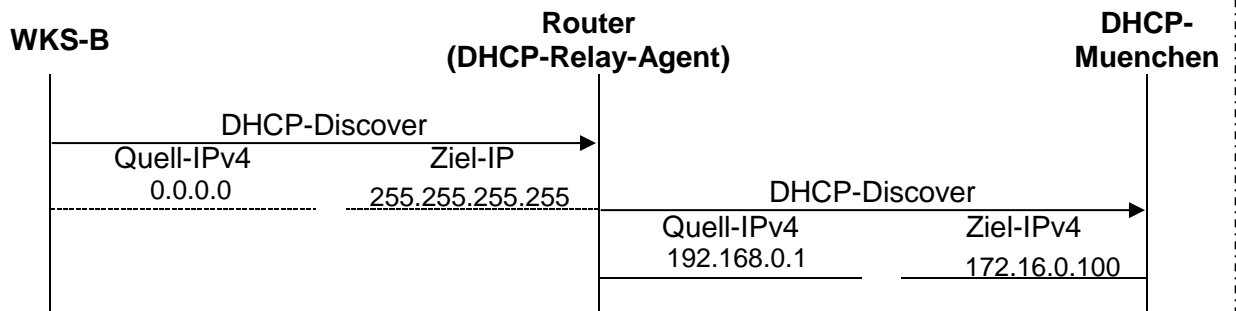 WKS-B
Router
(DHCP-Relay-Agent)
DHCP-
Muenchen
DHCP-Discover
Quell-IPv4
Ziel-IP
0.0.0.0
255.255.255.255
DHCP-Discover
Quell-IPv4
Ziel-IPv4
192.168.0.1
172.16.0.100